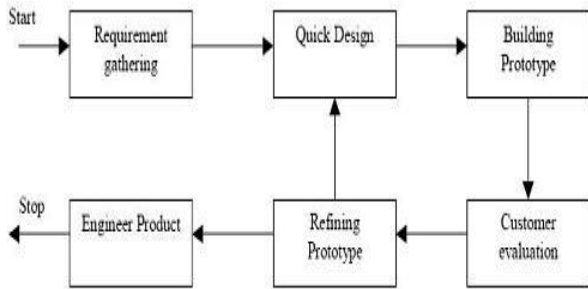 Start
Requirement
gathering
Quick Design
Building
Prototype
Stop
Engineer Product
Refining
Prototype
Customer
evaluation